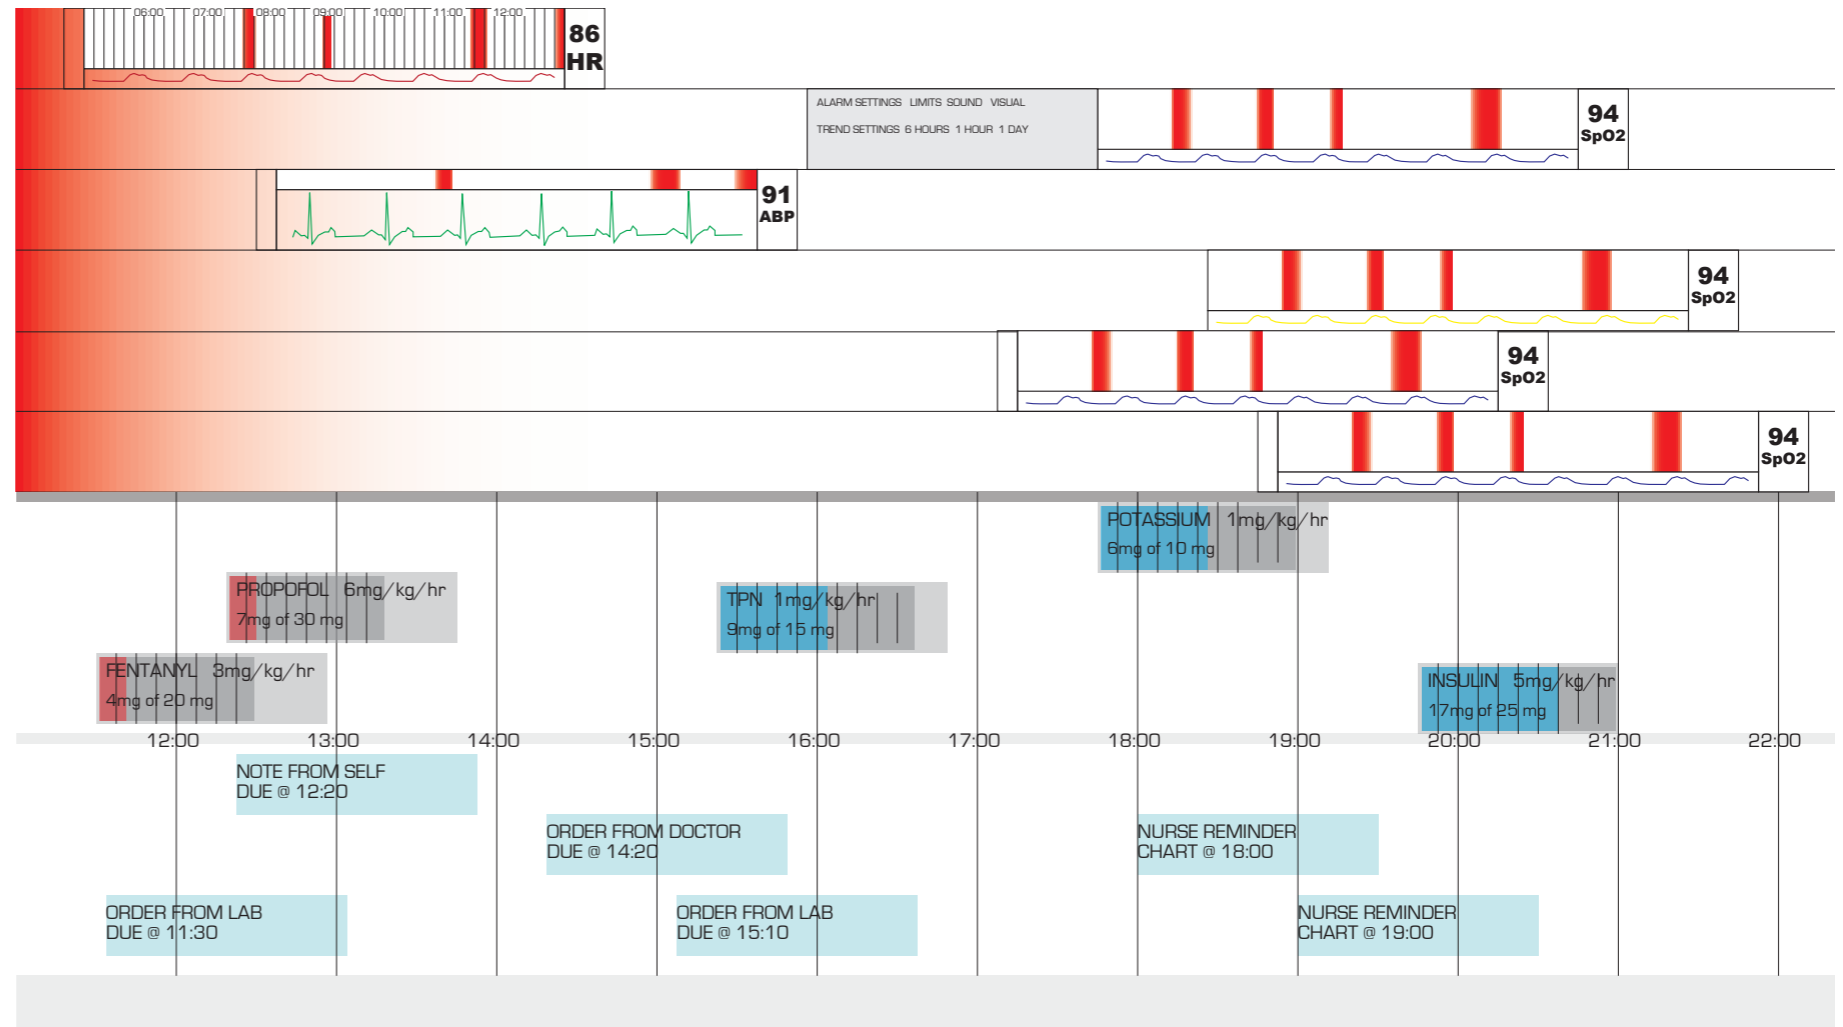 06:00 07:00 08:00 09:00 10:00 11:00 12:00
86
HR
ALARM SETTINGS LIMITS SOUND VISUAL
TREND SETTINGS 6 HOURS 1 HOUR 1 DAY
94
SpO2
91
ABP
94
SpO2
94
SpO2
94
SpO2
POTASSIUM 1mg/kg/hr
6mg of 10 mg
PROPOFOL 6mg/kg/hr
7mg of 30 mg
TPN 1mg/kg/hr
9mg of 15 mg
FENTANYL 3mg/kg/hr
4mg of 20 mg
INSULIN 5mg/kg/hr
17mg of 25 mg
12:00 13:00 14:00 15:00 16:00 17:00 18:00 19:00 20:00 21:00 22:00
NOTE FROM SELF
DUE @ 12:20
ORDER FROM DOCTOR
DUE @ 14:20
NURSE REMINDER
CHART @ 18:00
ORDER FROM LAB
DUE @ 11:30
ORDER FROM LAB
DUE @ 15:10
NURSE REMINDER
CHART @ 19:00